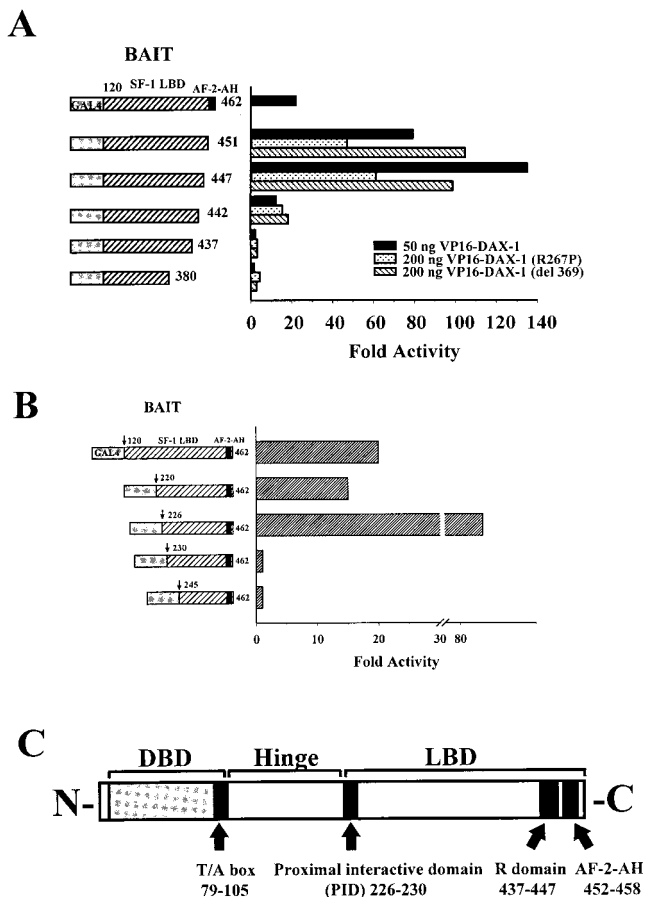 A
BAIT
120 SF-1 LBD AF-2-AH
GAL4 462
451
447
442
437
380
50 ng VP16-DAX-1
200 ng VP16-DAX-1 (R267P)
200 ng VP16-DAX-1 (del 369)
0 20 40 60 80 100 120 140
Fold Activity
B
BAIT
120 SF-1 LBD AF-2-AH
GAL4 462
220
462
226
462
230
462
245
462
0 10 20 30 80
Fold Activity
C
DBD Hinge LBD
N- -C
T/A box Proximal interactive domain R domain AF-2-AH
79-105 (PID) 226-230 437-447 452-458